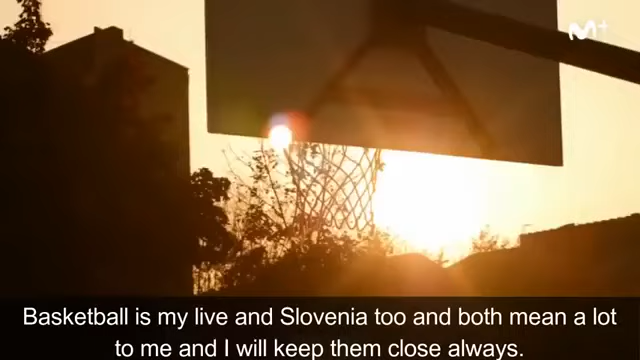 M+
Basketball is my live and Slovenia too and both mean a lot
to me and I will keep them close always.